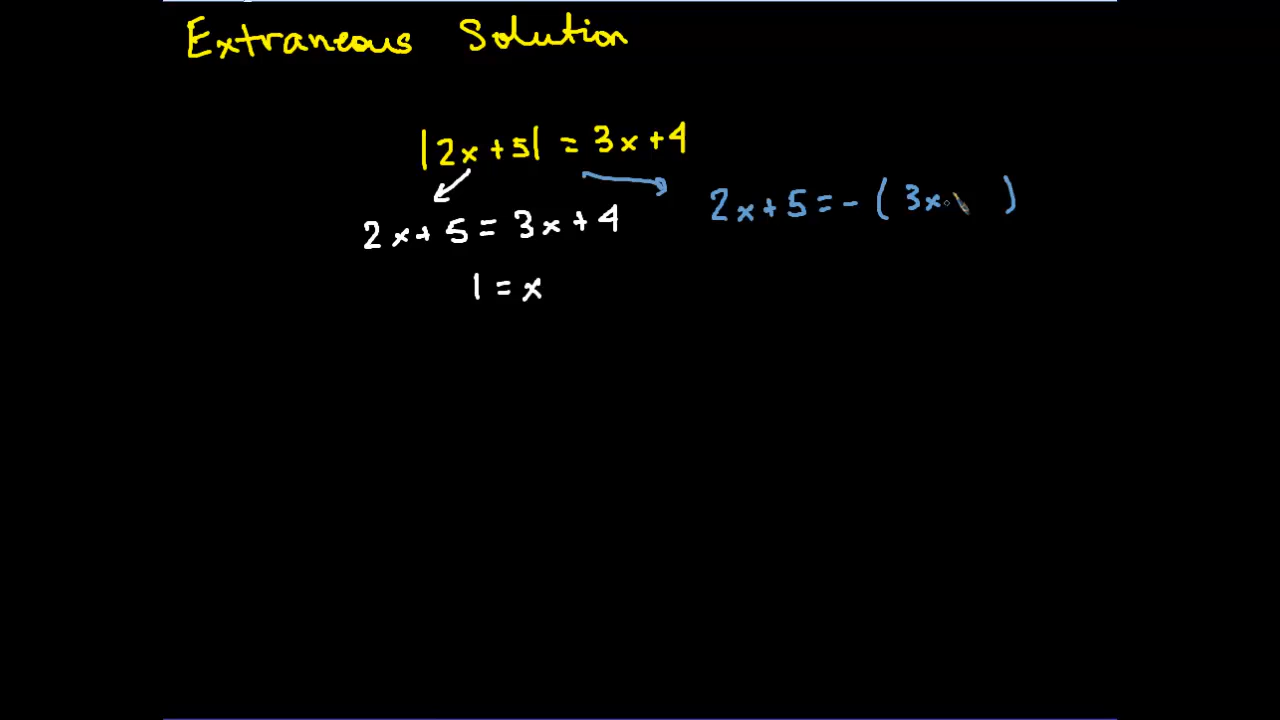 Extraneous Solution
|2x+5| = 3x+4
2x+5=-(3x )
2x+5=3x+4
1=x